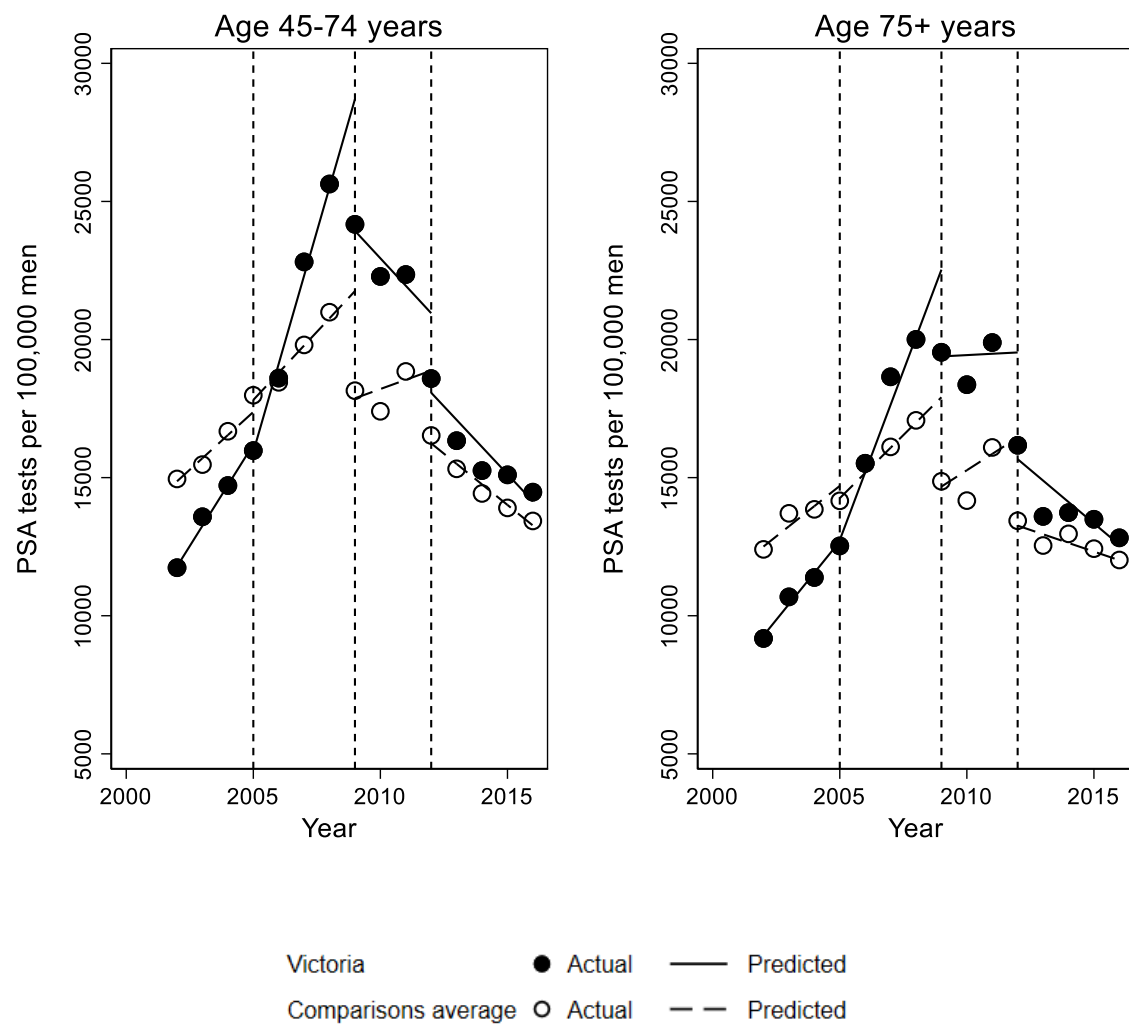 Age 45-74 years
PSA tests per 100,000 men
30000
25000
20000
15000
10000
5000
2000 2005 2010 2015
Year
Age 75+ years
PSA tests per 100,000 men
30000
25000
20000
15000
10000
5000
2000 2005 2010 2015
Year
Victoria Actual Predicted
Comparisons average Actual Predicted